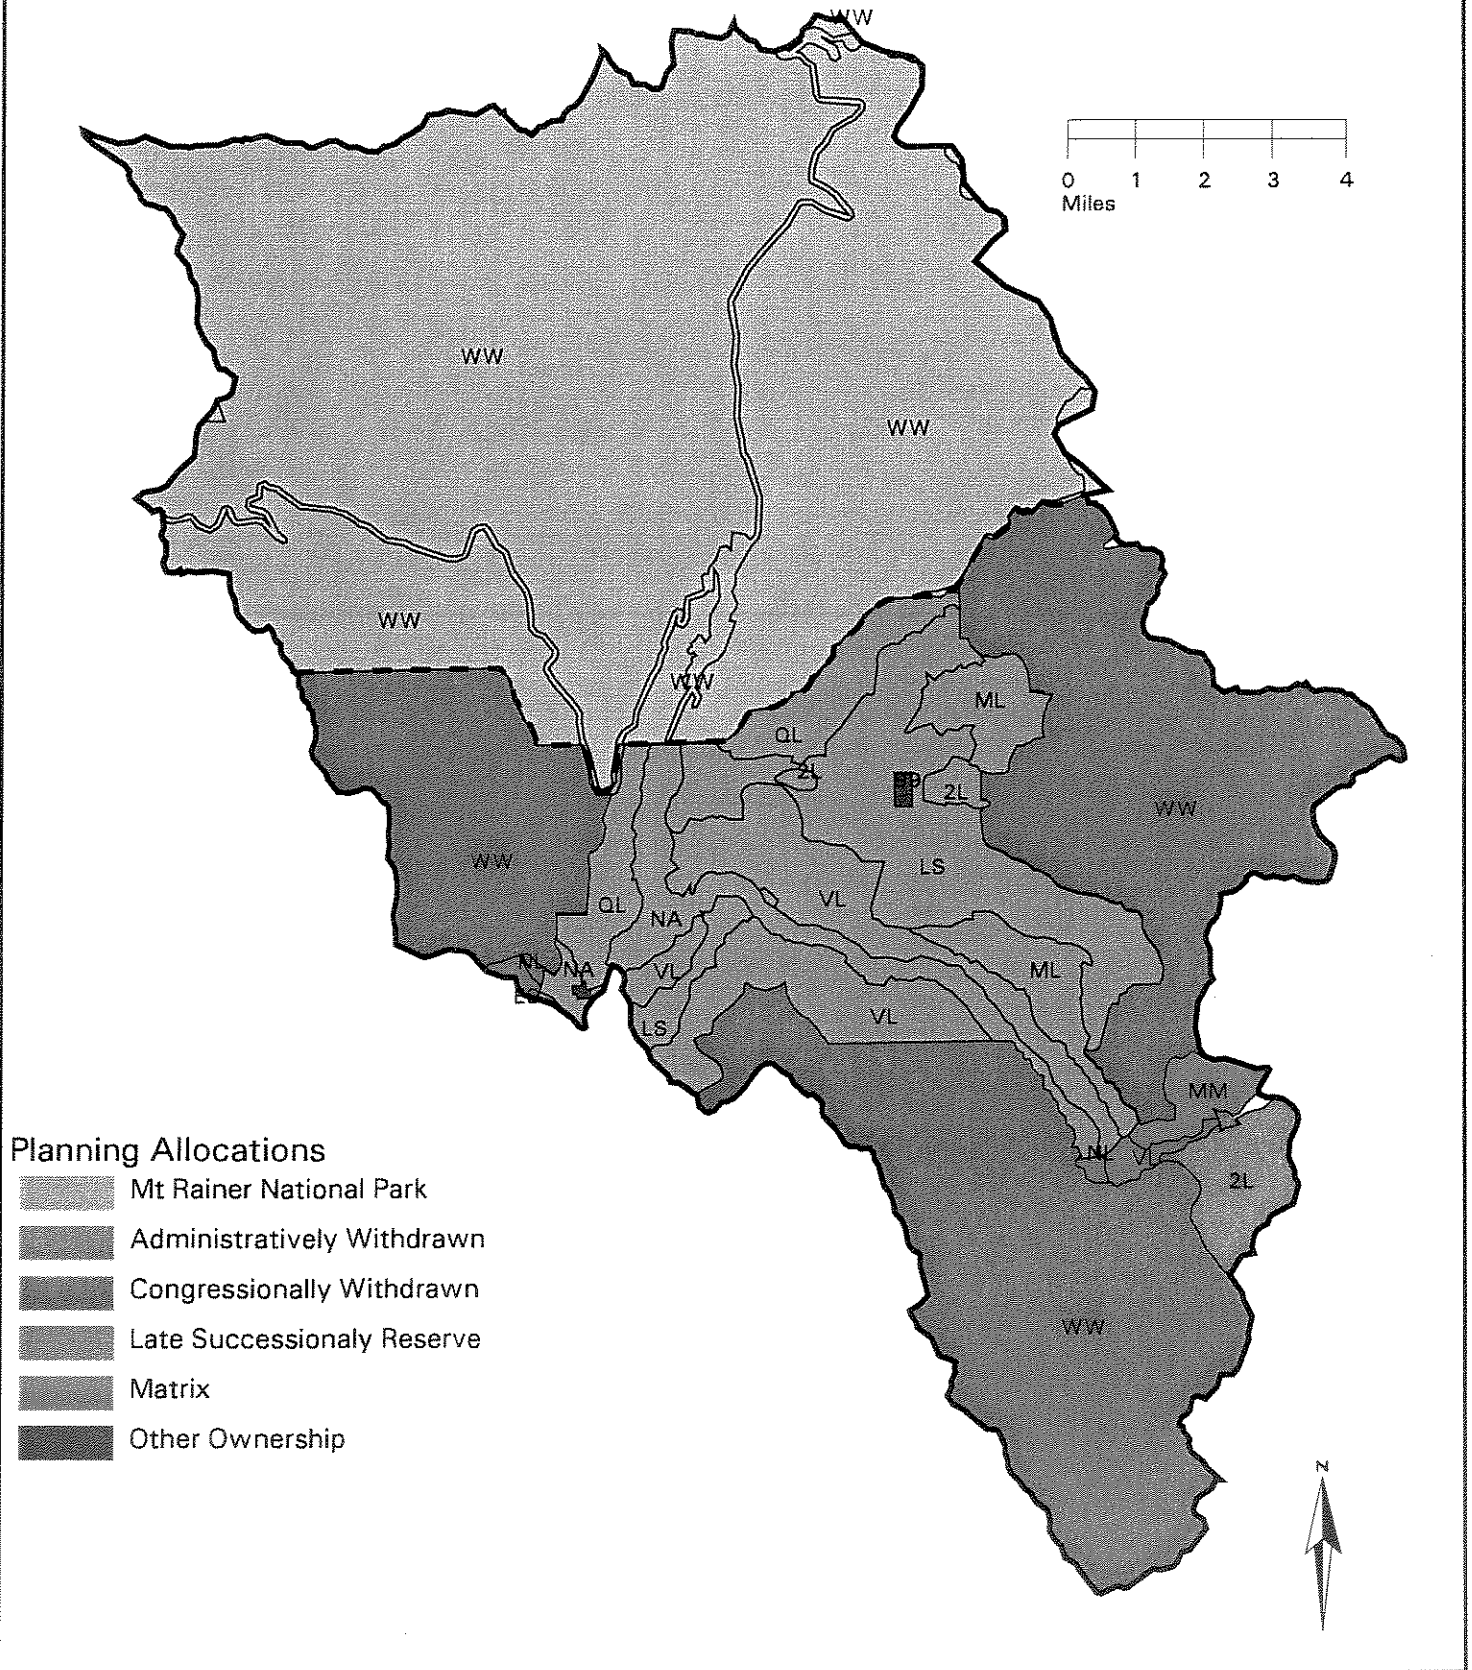 WW
0 1 2 3 4
Miles
WW
WW
WW
WW
ML
QL
2L
2L
WW
WW
LS
QL
VL
NA
NL
NA
VL
ML
VL
LS
MM
NL
VL
2L
WW
Planning Allocations
Mt Rainer National Park
Administratively Withdrawn
Congressionally Withdrawn
Late Successionaly Reserve
Matrix
Other Ownership
N